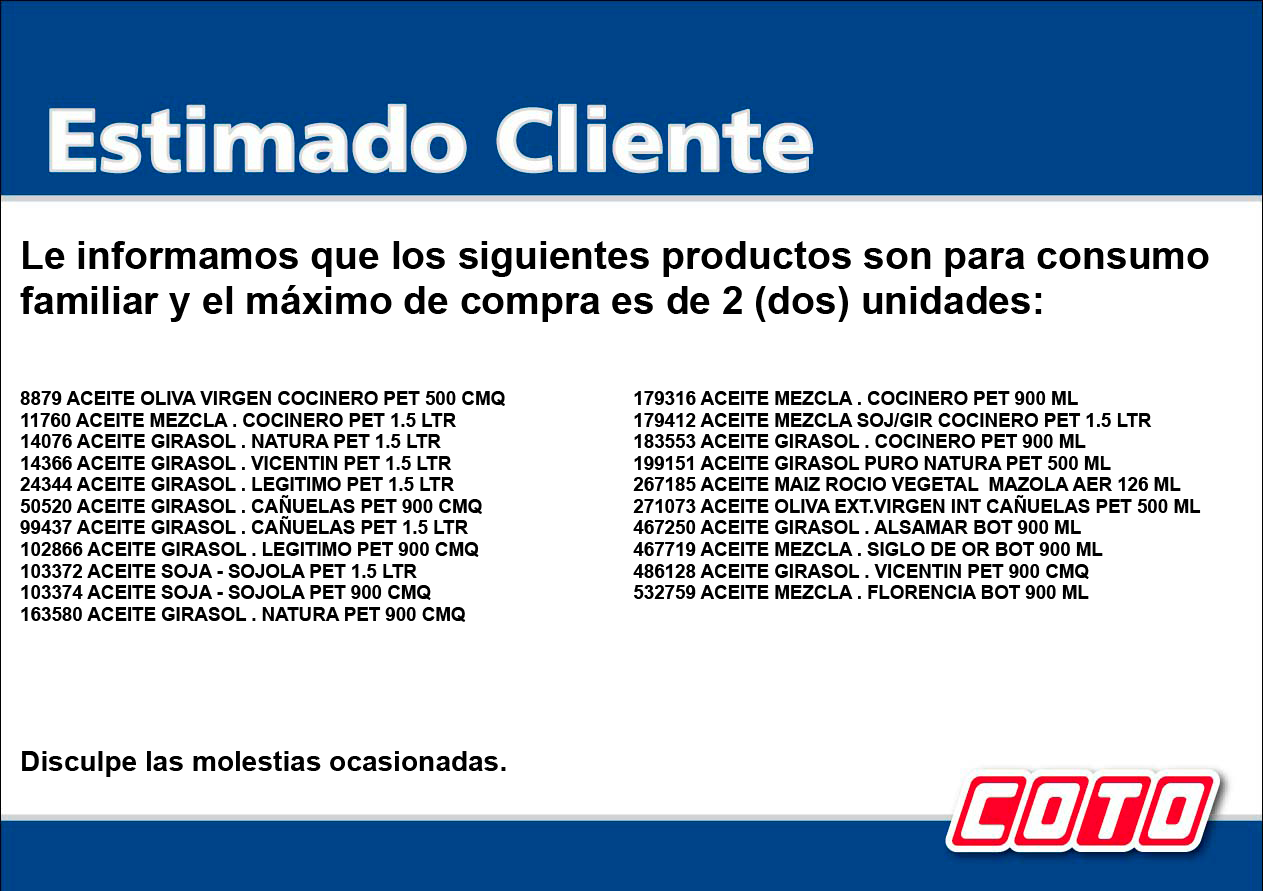 Estimado Cliente
Le informamos que los siguientes productos son para consumo
familiar y el máximo de compra es de 2 (dos) unidades:
8879 ACEITE OLIVA VIRGEN COCINERO PET 500 CMQ
11760 ACEITE MEZCLA . COCINERO PET 1.5 LTR
14076 ACEITE GIRASOL . NATURA PET 1.5 LTR
14366 ACEITE GIRASOL . VICENTIN PET 1.5 LTR
24344 ACEITE GIRASOL . LEGITIMO PET 1.5 LTR
50520 ACEITE GIRASOL . CAÑUELAS PET 900 CMQ
99437 ACEITE GIRASOL . CAÑUELAS PET 1.5 LTR
102866 ACEITE GIRASOL . LEGITIMO PET 900 CMQ
103372 ACEITE SOJA - SOJOLA PET 1.5 LTR
103374 ACEITE SOJA - SOJOLA PET 900 CMQ
163580 ACEITE GIRASOL . NATURA PET 900 CMQ
179316 ACEITE MEZCLA . COCINERO PET 900 ML
179412 ACEITE MEZCLA SOJ/GIR COCINERO PET 1.5 LTR
183553 ACEITE GIRASOL . COCINERO PET 900 ML
199151 ACEITE GIRASOL PURO NATURA PET 500 ML
267185 ACEITE MAIZ ROCIO VEGETAL MAZOLA AER 126 ML
271073 ACEITE OLIVA EXT.VIRGEN INT CAÑUELAS PET 500 ML
467250 ACEITE GIRASOL . ALSAMAR BOT 900 ML
467719 ACEITE MEZCLA . SIGLO DE OR BOT 900 ML
486128 ACEITE GIRASOL . VICENTIN PET 900 CMQ
532759 ACEITE MEZCLA . FLORENCIA BOT 900 ML
Disculpe las molestias ocasionadas.
COTO